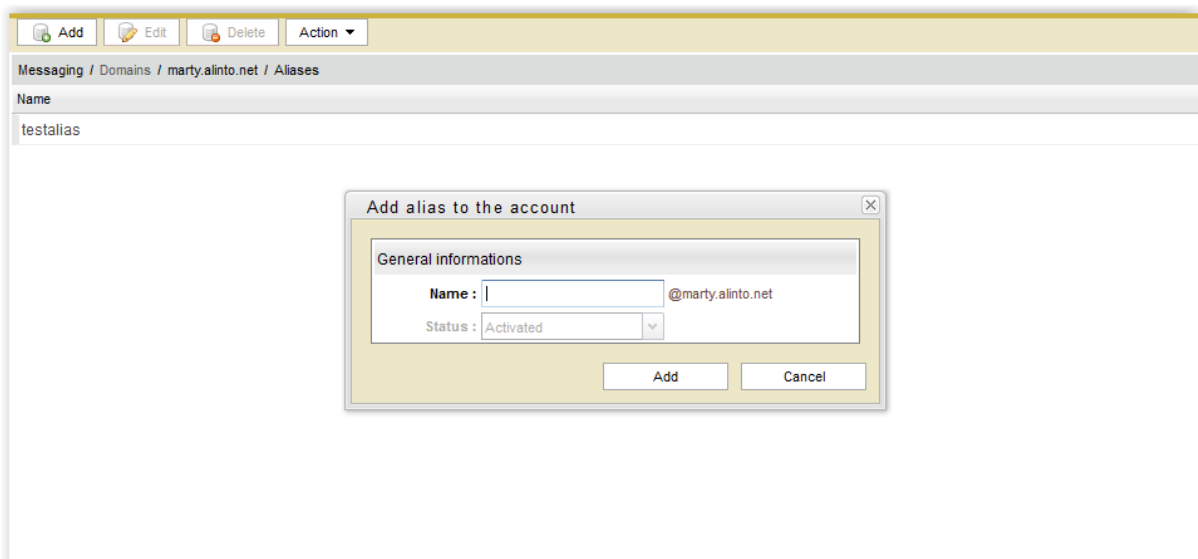 Add Edit Delete Action
Messaging / Domains / marty.alinto.net / Aliases
Name
testalias
Add alias to the account
General informations
Name : @marty.alinto.net
Status : Activated
Add Cancel